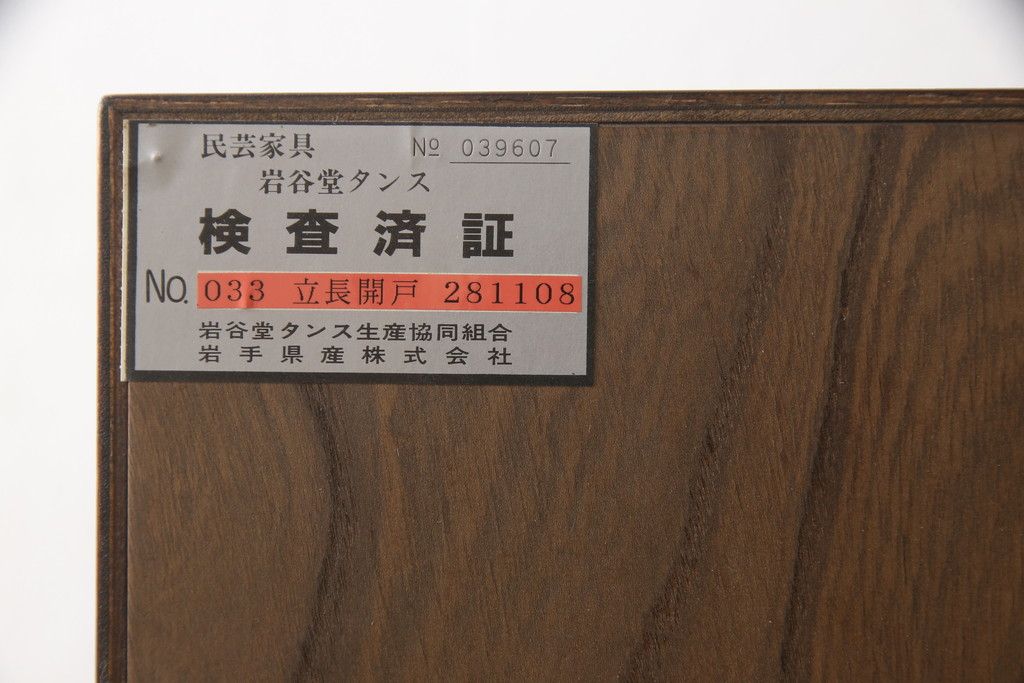 民芸家具 № 039607
岩谷堂タンス
検査済証
No. 033 立長開戸 281108
岩谷堂タンス生産協同組合
岩手県産株式会社